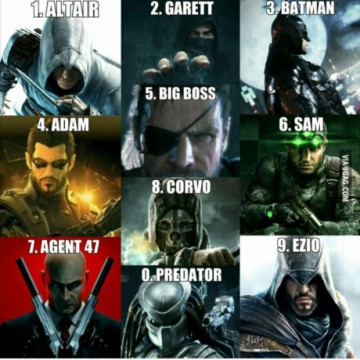 1. ALTAIR
2. GARETT
3. BATMAN
4. ADAM
5. BIG BOSS
6. SAM
7. AGENT 47
8. CORVO
9. EZIO
0. PREDATOR
VIA 9GAG.COM